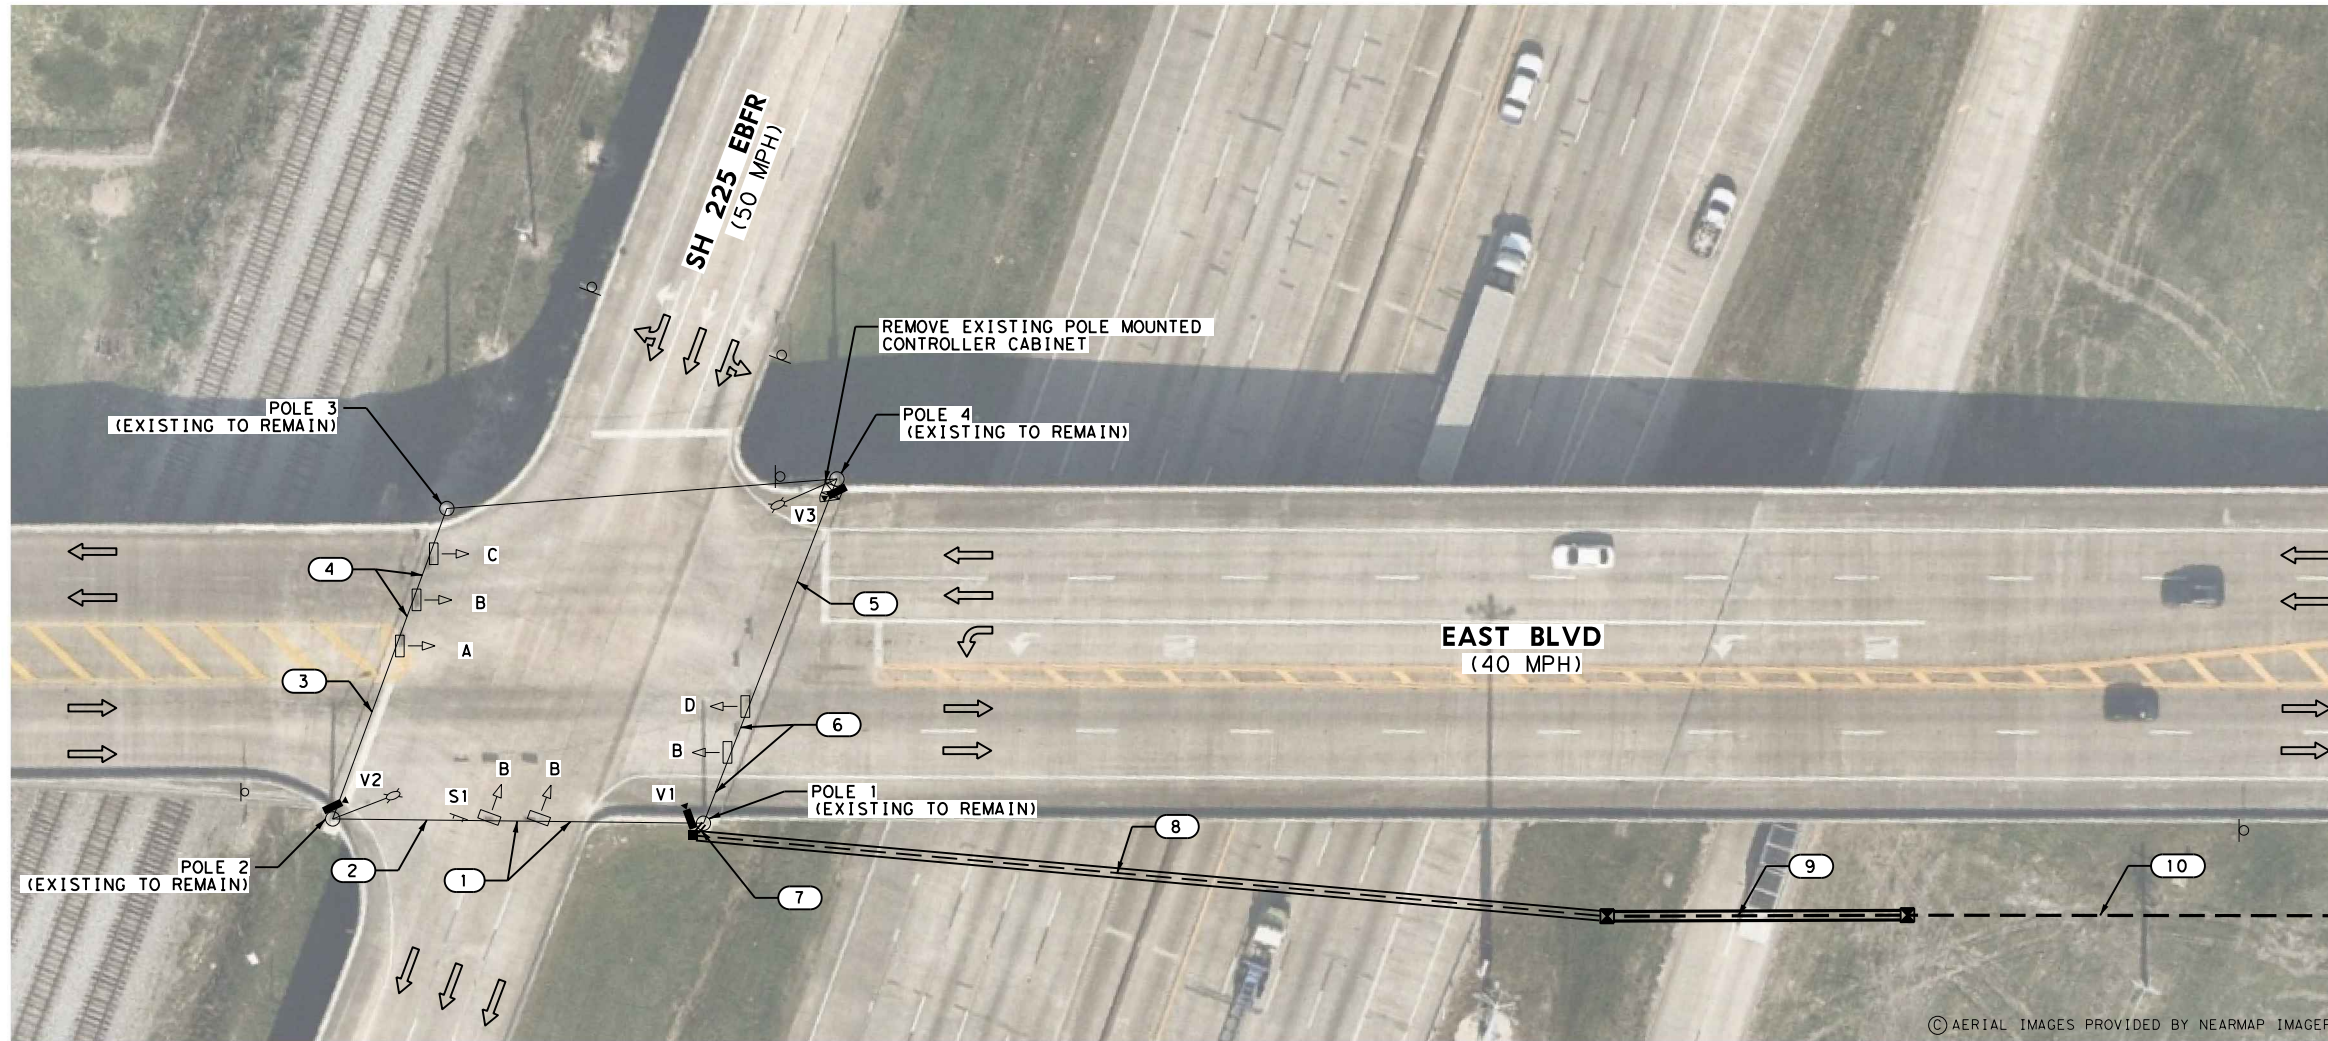 SH 225 EBFR
(50 MPH)
REMOVE EXISTING POLE MOUNTED
CONTROLLER CABINET
POLE 3
(EXISTING TO REMAIN)
POLE 4
(EXISTING TO REMAIN)
V3
C
4
B
5
A
EAST BLVD
(40 MPH)
3
D
6
B
V2
B
B
S1
V1
POLE 1
(EXISTING TO REMAIN)
8
POLE 2
(EXISTING TO REMAIN)
2
1
7
9
10
© AERIAL IMAGES PROVIDED BY NEARMAP IMAGER